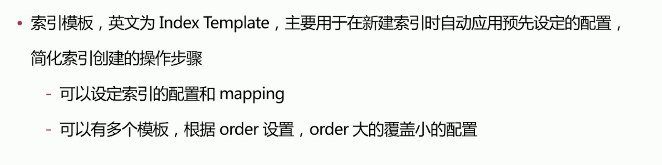 • 索引模板，英文为 Index Template，主要用于在新建索引时自动应用预先设定的配置，
简化索引创建的操作步骤
- 可以设定索引的配置和 mapping
- 可以有多个模板，根据 order 设置，order 大的覆盖小的配置